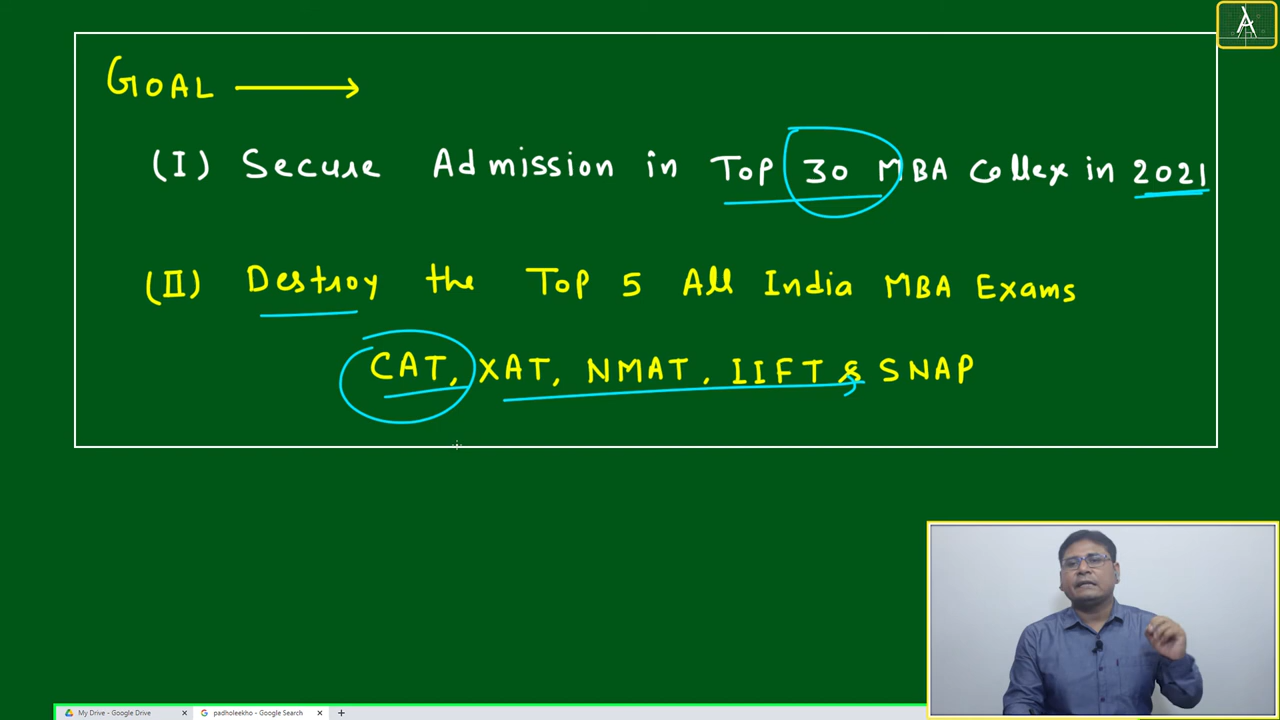 GOAL →
(I) Secure Admission in Top 30 MBA Collex in 2021
(II) Destroy the Top 5 All India MBA Exams
CAT, XAT, NMAT, IIFT & SNAP
My Drive - Google Drive × padholeekho - Google Search × +